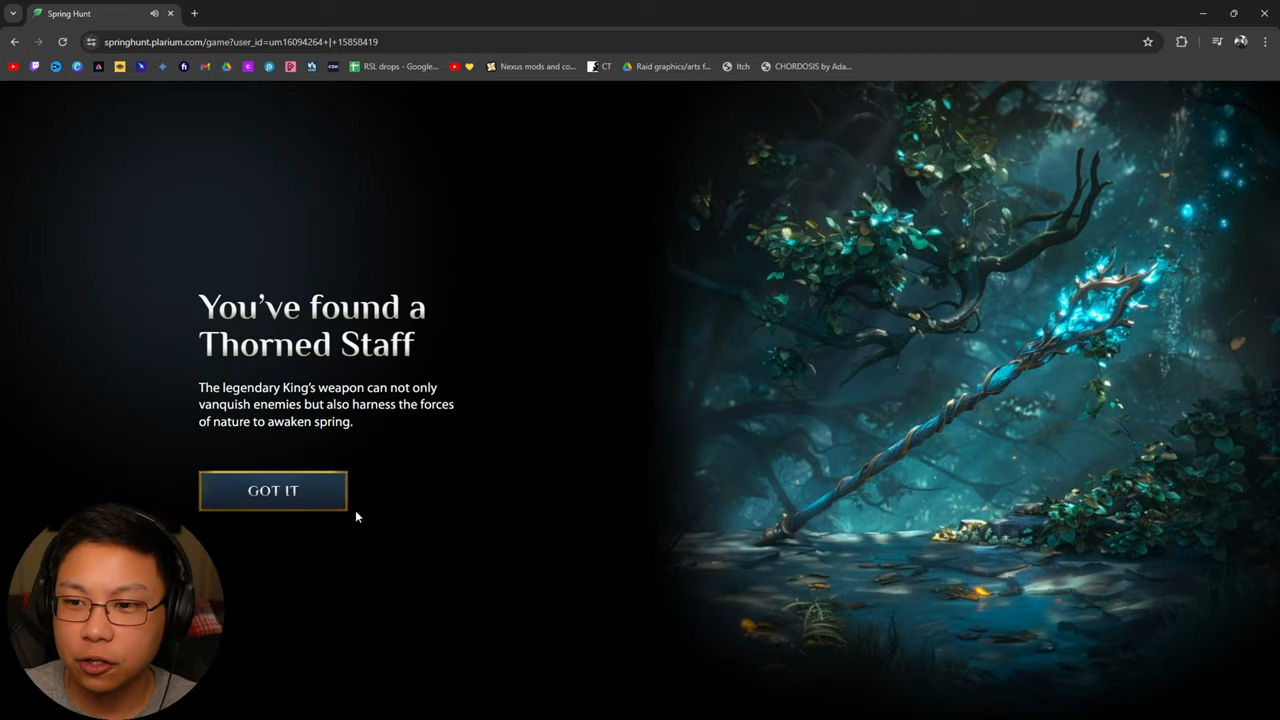 Spring Hunt
springhunt.plarium.com/game?user_id=um16094264+|+15858419
RSL drops - Google...
Nexus mods and co...
CT
Raid graphics/arts f...
Itch
CHORDOSIS by Ada...
You've found a
Thorned Staff
The legendary King's weapon can not only
vanquish enemies but also harness the forces
of nature to awaken spring.
GOT IT